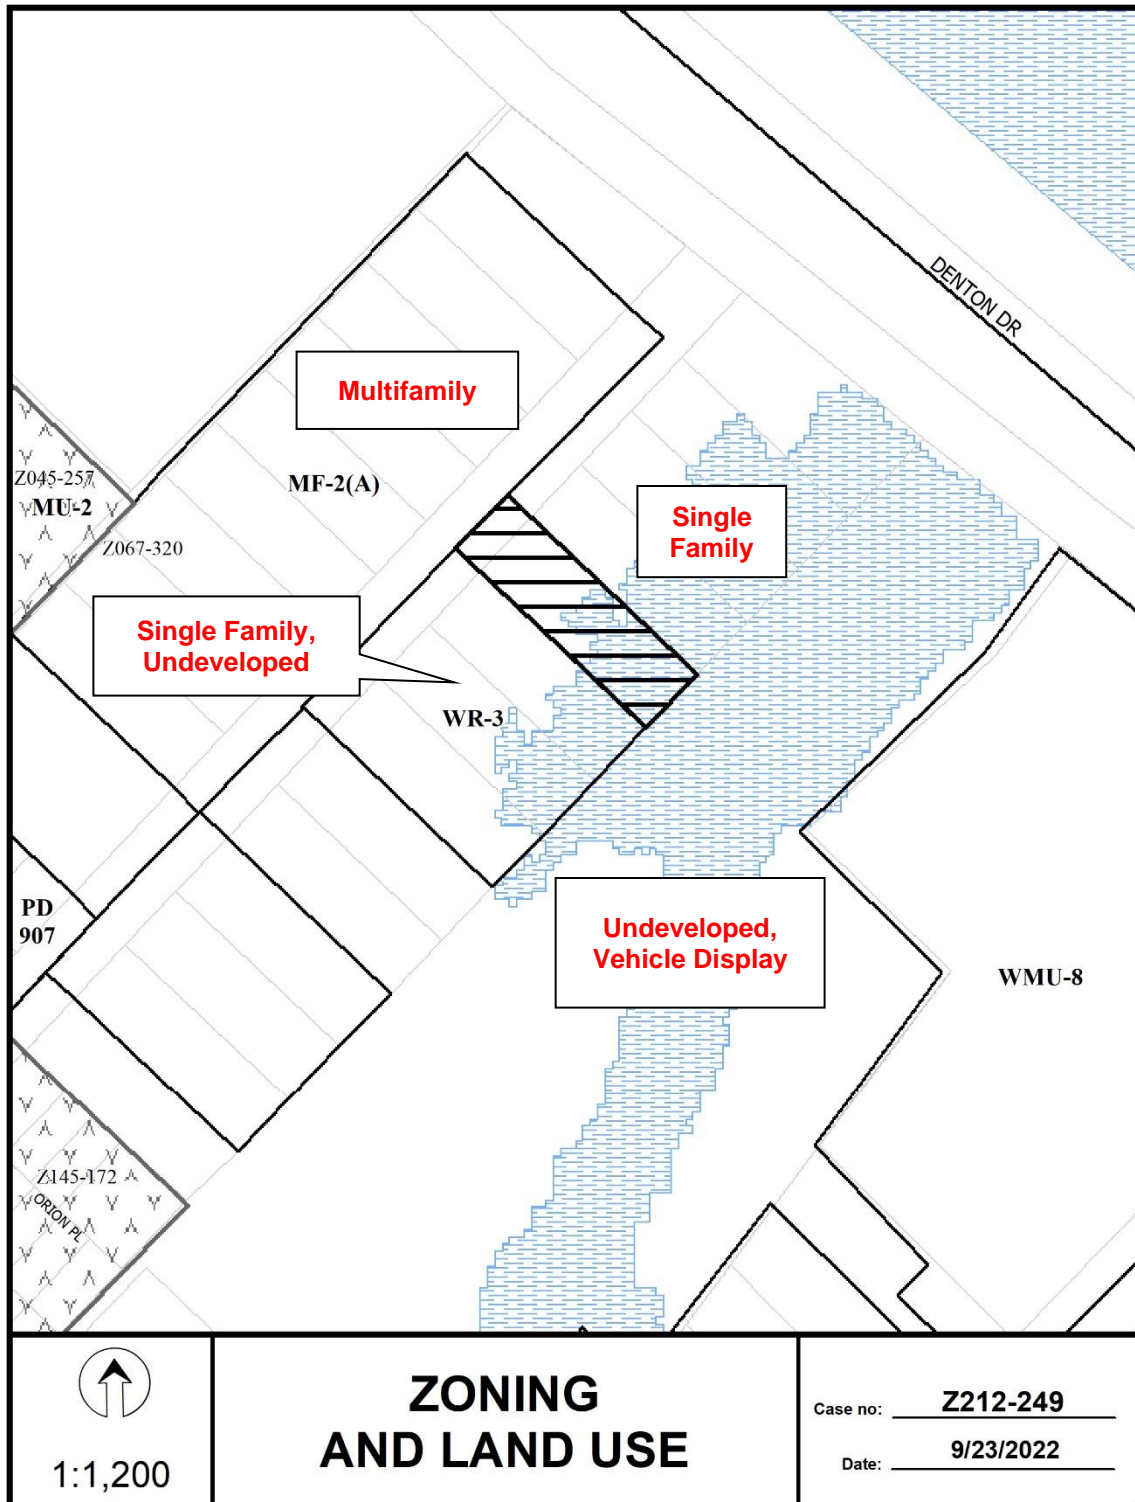 DENTON DR
Multifamily
Z045-257
MF-2(A)
MU-2
Single
Family
Z067-320
Single Family,
Undeveloped
WR-3
PD
907
Undeveloped,
Vehicle Display
WMU-8
Z145-172
ORION PL
ZONING
AND LAND USE
1:1,200
Case no: Z212-249
Date: 9/23/2022